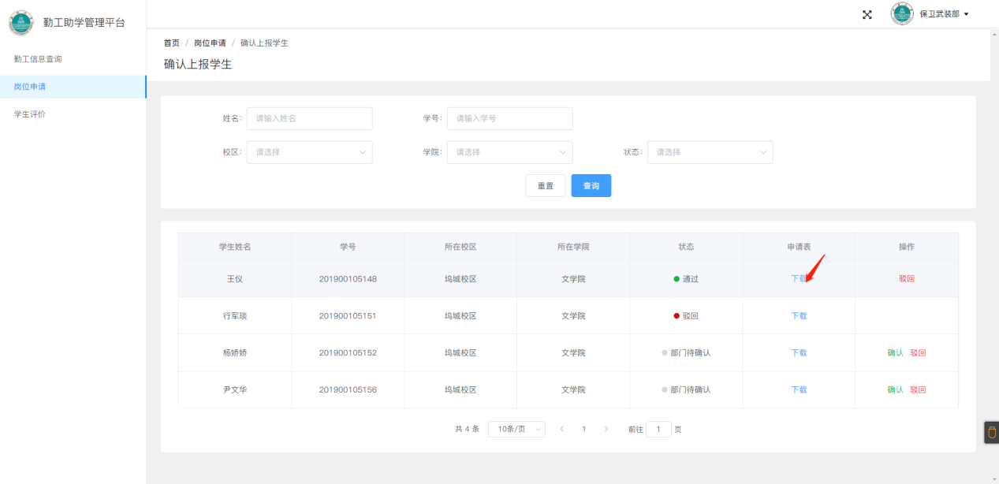 勤工助学管理平台
保卫武装部
勤工信息查询
岗位申请
学生评价
首页 / 岗位申请 / 确认上报学生
确认上报学生
姓名: 请输入姓名 学号: 请输入学号
校区: 请选择 学院: 请选择 状态: 请选择
重置 查询
学生姓名 学号 所在校区 所在学院 状态 申请表 操作
王仪 201900105148 坞城校区 文学院 通过 下载 驳回
行军琰 201900105151 坞城校区 文学院 驳回 下载
杨娇娇 201900105152 坞城校区 文学院 部门待确认 下载 确认 驳回
尹文华 201900105156 坞城校区 文学院 部门待确认 下载 确认 驳回
共 4 条 10条/页 < 1 > 前往 1 页